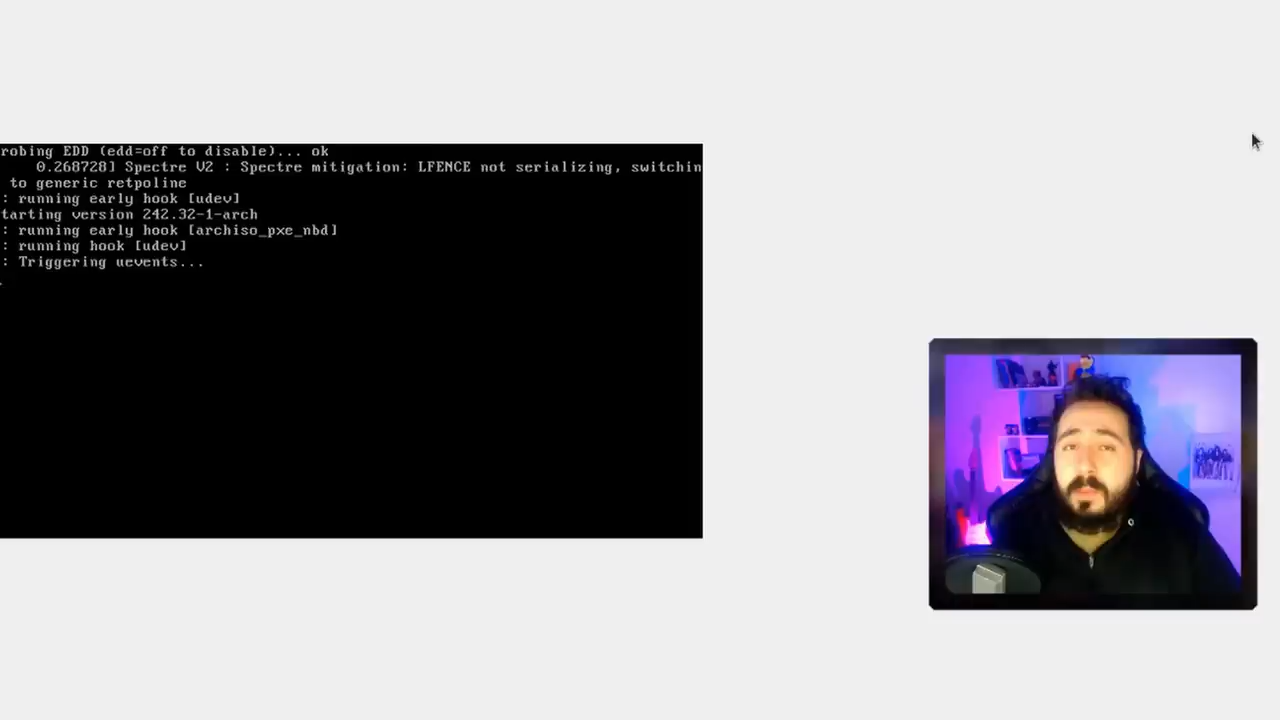 robing EDD (edd=off to disable)... ok
0.268728] Spectre V2 : Spectre mitigation: LFENCE not serializing, switchin
to generic retpoline
: running early hook [udev]
tarting version 242.32-1-arch
: running early hook [archiso_pxe_nbd]
: running hook [udev]
: Triggering uevents...